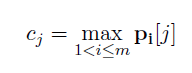 c_j = \max_{1<i\leq m} \mathbf{p_i}[j]